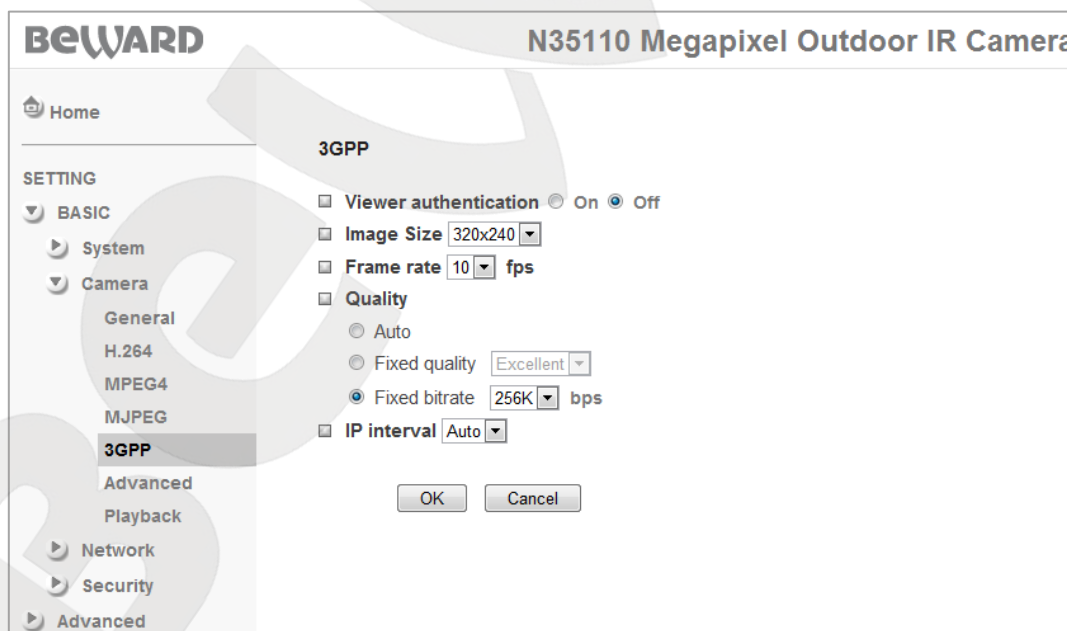 BEWARD
N35110 Megapixel Outdoor IR Camera
Home
3GPP
SETTING
Viewer authentication On Off
BASIC
Image Size 320x240
System
Frame rate 10 fps
Camera
Quality
General
Auto
H.264
Fixed quality Excellent
MPEG4
Fixed bitrate 256K bps
MJPEG
IP interval Auto
3GPP
Advanced
OK Cancel
Playback
Network
Security
Advanced